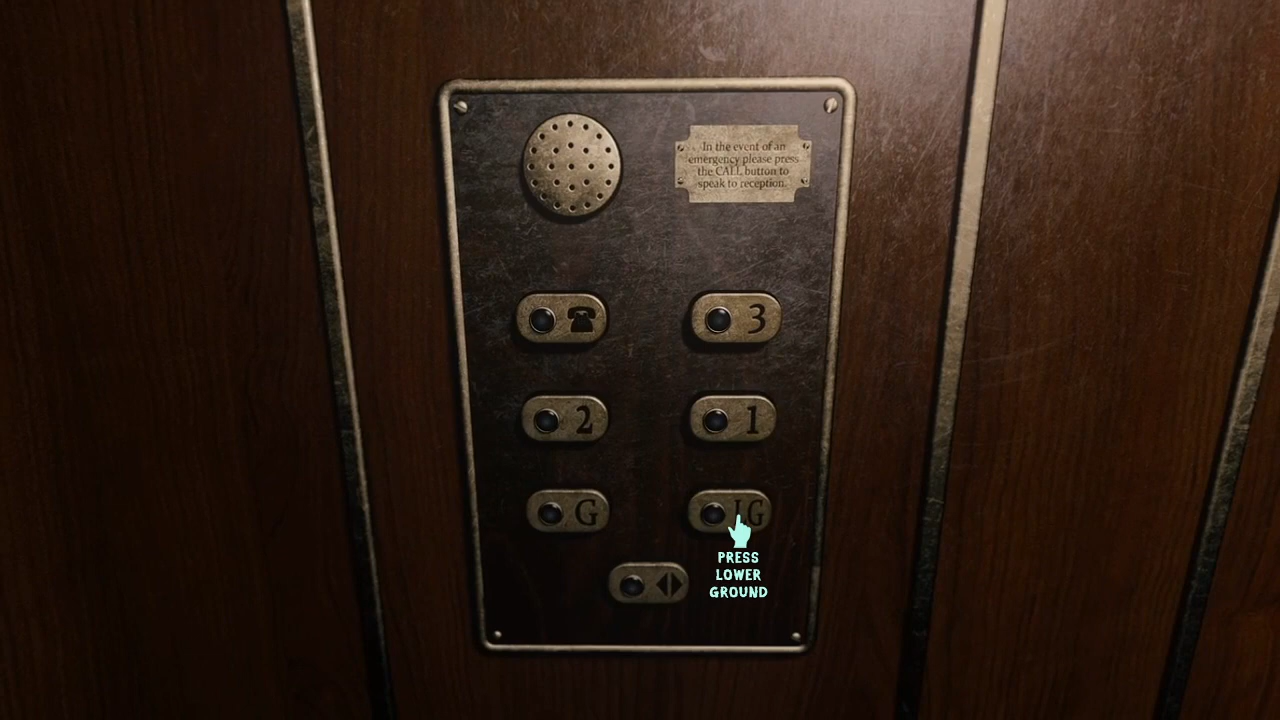 In the event of an
emergency please press
the CALL button to
speak to reception.
3
2
1
G
LG
PRESS
LOWER
GROUND